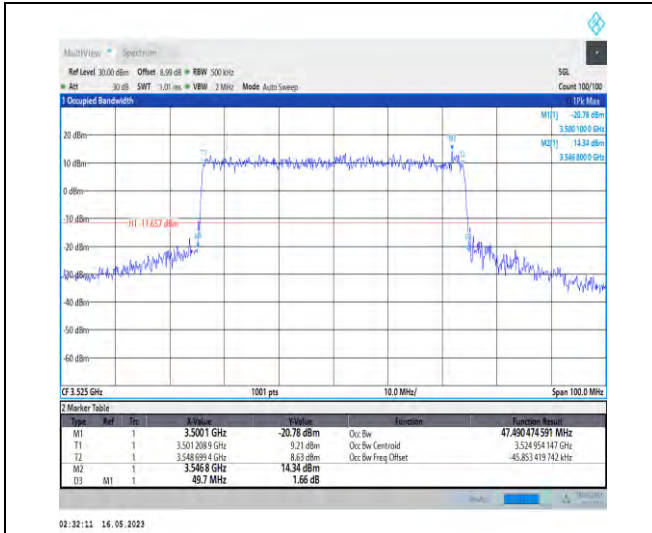 MultiView Spectrum
Ref Level 30.00 dBm Offset 8.99 dB RBW 500 kHz SGL
Att 30 dB SWT 1.01 ms VBW 2 MHz Mode Auto Sweep Count 100/100
1 Occupied Bandwidth 1Pk Max
M1[1] -20.78 dBm
3.500 100 0 GHz
M2[1] 14.34 dBm
3.546 800 0 GHz
20 dBm
M2
T2
10 dBm
0 dBm
-10 dBm
H1 -11.657 dBm
-20 dBm
-30 dBm
-40 dBm
-50 dBm
-60 dBm
CF 3.525 GHz 1001 pts 10.0 MHz/ Span 100.0 MHz
2 Marker Table
Type Ref Trc X-Value Y-Value Function Function Result
M1 1 3.5001 GHz -20.78 dBm Occ Bw 47.490 474 591 MHz
T1 1 3.501 208 9 GHz 9.21 dBm Occ Bw Centroid 3.524 954 147 GHz
T2 1 3.548 699 4 GHz 8.63 dBm Occ Bw Freq Offset -45.853 419 742 kHz
M2 1 3.546 8 GHz 14.34 dBm
D3 M1 1 49.7 MHz 1.66 dB
02:32:11 16.05.2023